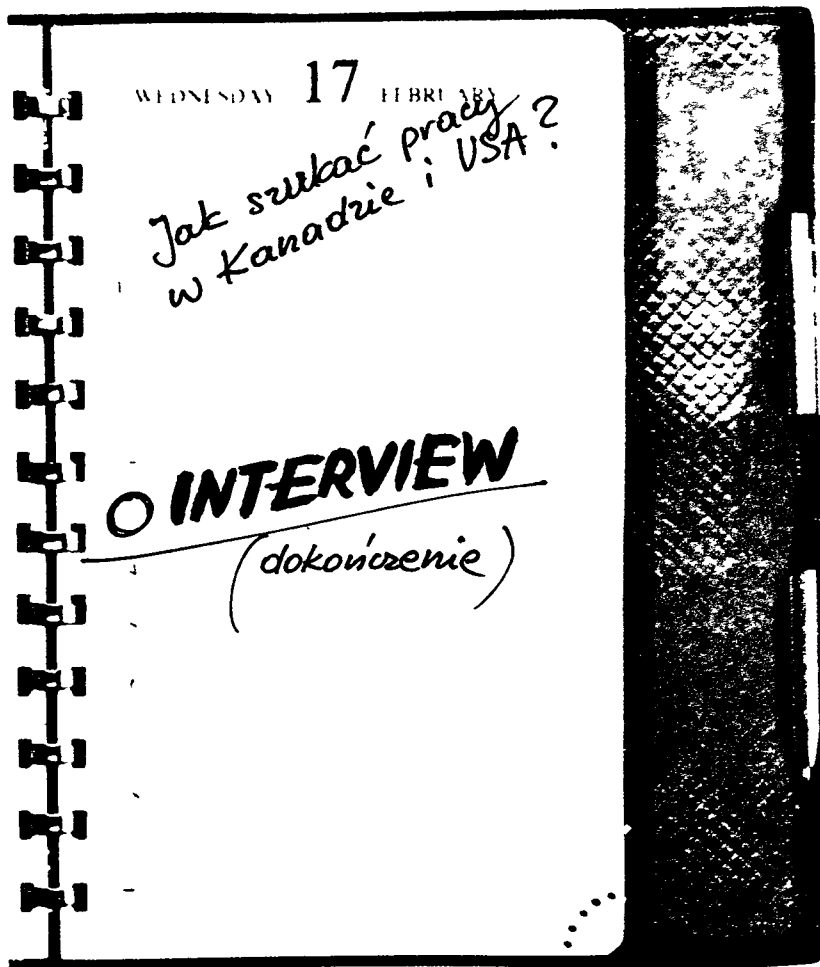 WEDNESDAY 17 FEBRUARY
Jak szukać pracy
w Kanadzie i USA?
O INTERVIEW
(dokończenie)